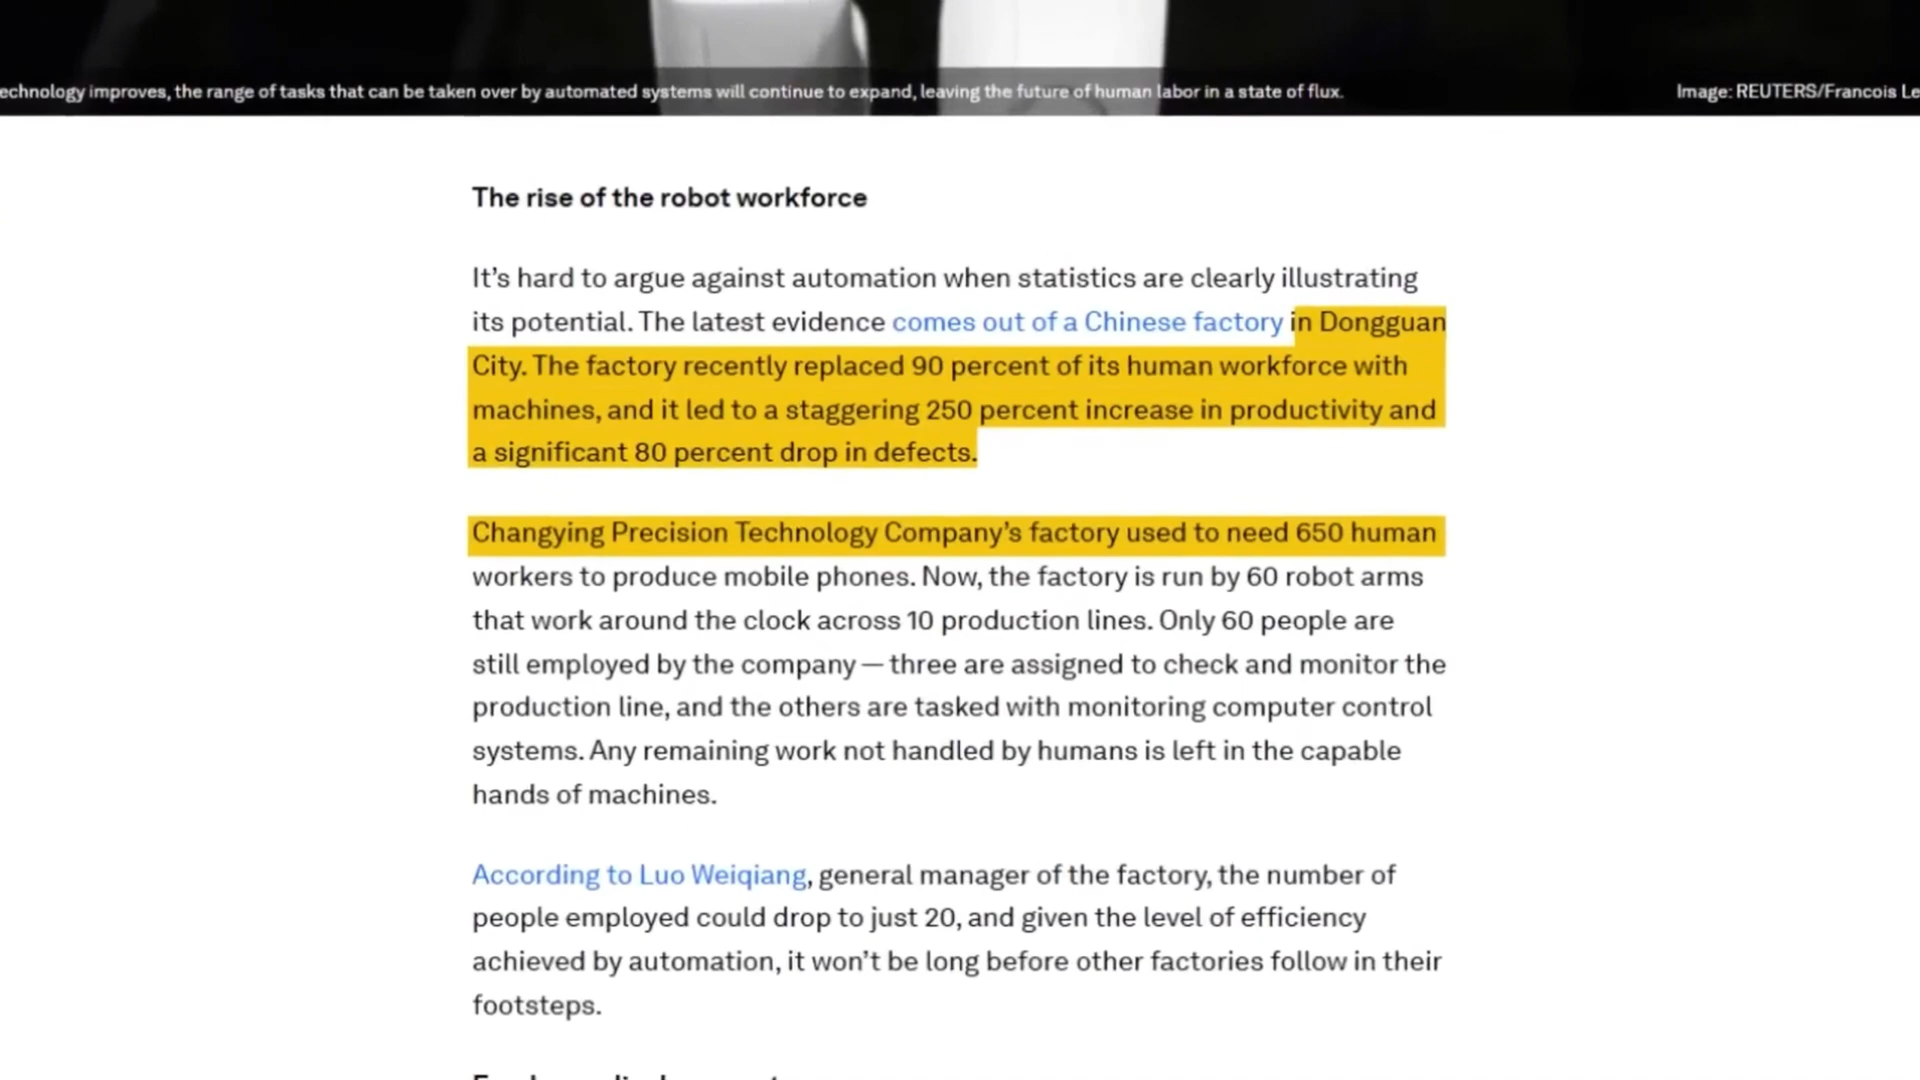 echnology improves, the range of tasks that can be taken over by automated systems will continue to expand, leaving the future of human labor in a state of flux.
Image: REUTERS/Francois Le
The rise of the robot workforce
It's hard to argue against automation when statistics are clearly illustrating
its potential. The latest evidence comes out of a Chinese factory in Dongguan
City. The factory recently replaced 90 percent of its human workforce with
machines, and it led to a staggering 250 percent increase in productivity and
a significant 80 percent drop in defects.
Changying Precision Technology Company's factory used to need 650 human
workers to produce mobile phones. Now, the factory is run by 60 robot arms
that work around the clock across 10 production lines. Only 60 people are
still employed by the company — three are assigned to check and monitor the
production line, and the others are tasked with monitoring computer control
systems. Any remaining work not handled by humans is left in the capable
hands of machines.
According to Luo Weiqiang, general manager of the factory, the number of
people employed could drop to just 20, and given the level of efficiency
achieved by automation, it won't be long before other factories follow in their
footsteps.